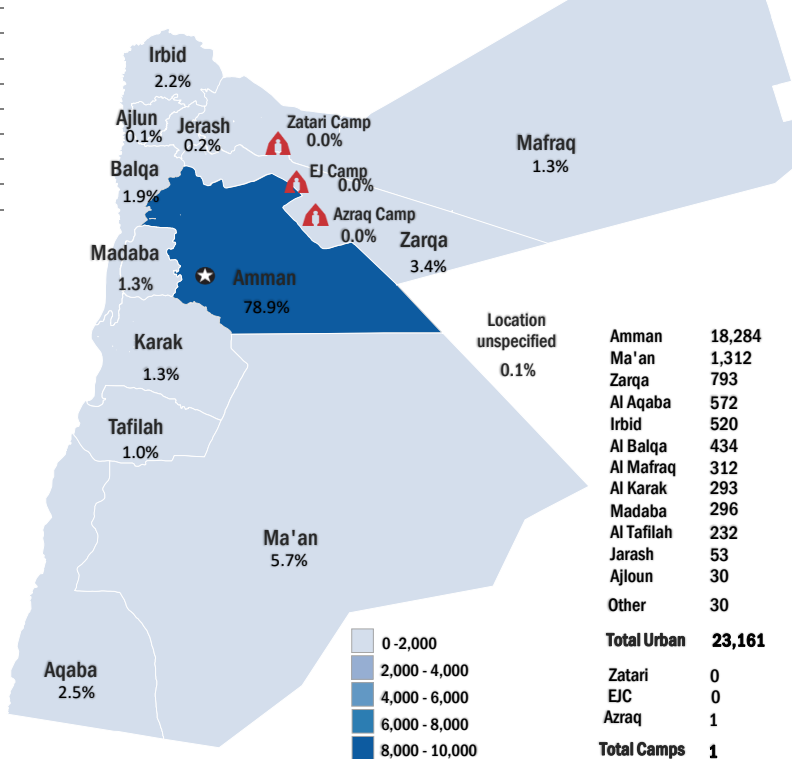 Irbid
2.2%
Ajlun
0.1%
Jerash
0.2%
Zatari Camp
0.0%
Mafraq
1.3%
Balqa
1.9%
EJ Camp
0.0%
Azraq Camp
0.0%
Zarqa
3.4%
Madaba
1.3%
Amman
78.9%
Location
unspecified
0.1%
Karak
1.3%
Tafilah
1.0%
Ma'an
5.7%
Aqaba
2.5%
0 -2,000
2,000 - 4,000
4,000 - 6,000
6,000 - 8,000
8,000 - 10,000
Amman 18,284
Ma'an 1,312
Zarqa 793
Al Aqaba 572
Irbid 520
Al Balqa 434
Al Mafraq 312
Al Karak 293
Madaba 296
Al Tafilah 232
Jarash 53
Ajloun 30
Other 30
Total Urban 23,161
Zatari 0
EJC 0
Azraq 1
Total Camps 1